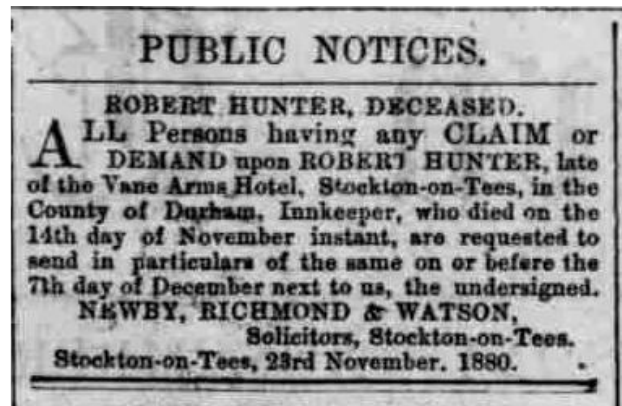 PUBLIC NOTICES.
ROBERT HUNTER, DECEASED.
ALL Persons having any CLAIM or
DEMAND upon ROBERT HUNTER, late
of the Vane Arms Hotel, Stockton-on-Tees, in the
County of Durham, Innkeeper, who died on the
14th day of November instant, are requested to
send in particulars of the same on or before the
7th day of December next to us, the undersigned.
NEWBY, RICHMOND & WATSON,
Solicitors, Stockton-on-Tees.
Stockton-on-Tees, 23rd November. 1880.